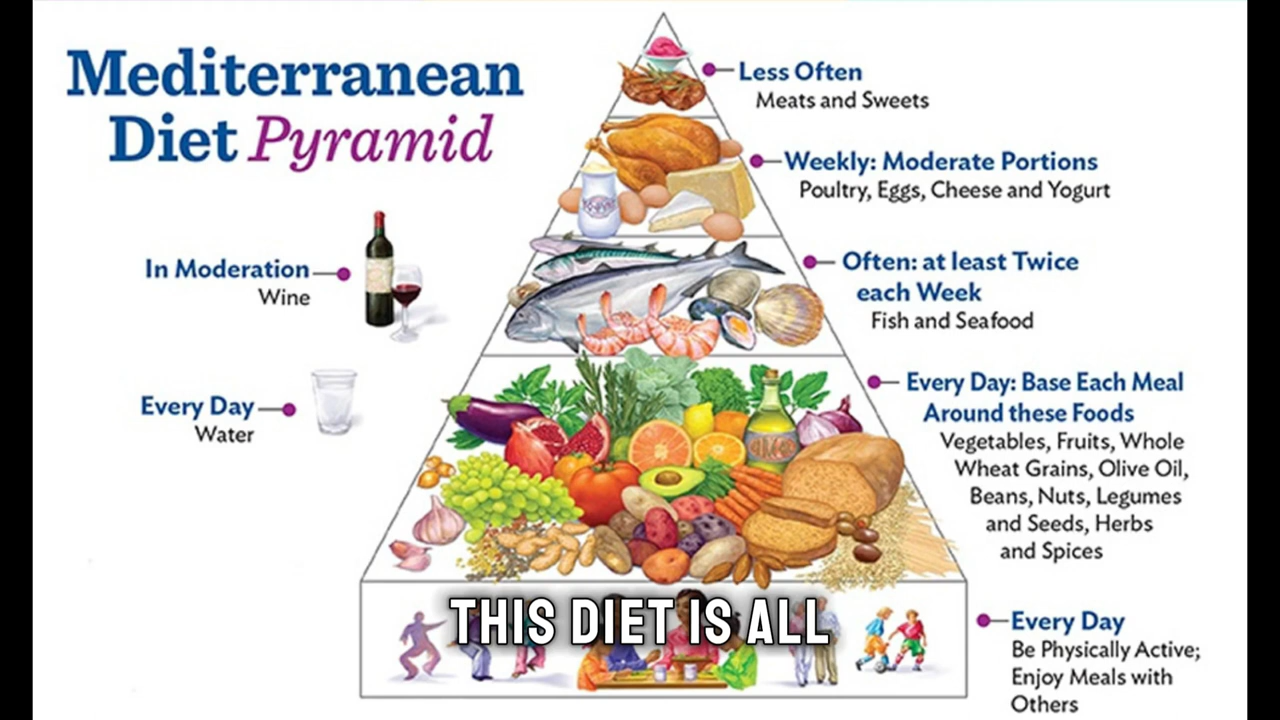 Mediterranean
Diet Pyramid
Less Often
Meats and Sweets
Weekly: Moderate Portions
Poultry, Eggs, Cheese and Yogurt
In Moderation
Wine
Often: at least Twice
each Week
Fish and Seafood
Every Day
Water
Every Day: Base Each Meal
Around these Foods
Vegetables, Fruits, Whole
Wheat Grains, Olive Oil,
Beans, Nuts, Legumes
and Seeds, Herbs
and Spices
THIS DIET IS ALL
Every Day
Be Physically Active;
Enjoy Meals with
Others